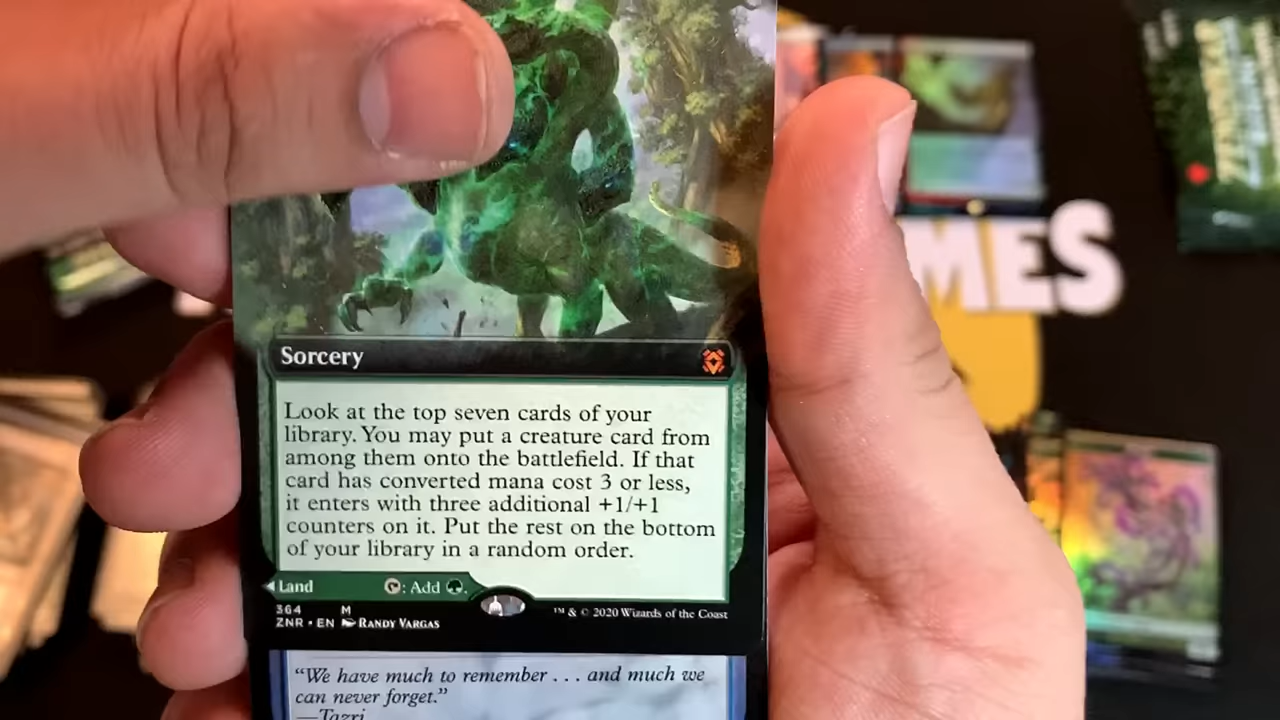 MES
Sorcery
Look at the top seven cards of your
library. You may put a creature card from
among them onto the battlefield. If that
card has converted mana cost 3 or less,
it enters with three additional +1/+1
counters on it. Put the rest on the bottom
of your library in a random order.
Land : Add .
364 M
ZNR • EN RANDY VARGAS
™ & © 2020 Wizards of the Coast
“We have much to remember . . . and much we
can never forget.”
—Tazri